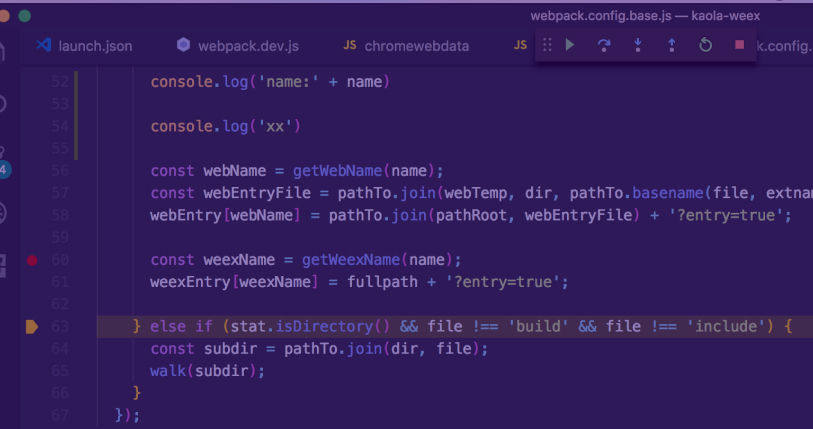 webpack.config.base.js — kaola-weex
launch.json webpack.dev.js JS chromewebdata JS k.config.
52 console.log('name:' + name)
53
54 console.log('xx')
55
56 const webName = getWebName(name);
57 const webEntryFile = pathTo.join(webTemp, dir, pathTo.basename(file, extnam
58 webEntry[webName] = pathTo.join(pathRoot, webEntryFile) + '?entry=true';
59
60 const weexName = getWeexName(name);
61 weexEntry[weexName] = fullpath + '?entry=true';
62
63 } else if (stat.isDirectory() && file !== 'build' && file !== 'include') {
64 const subdir = pathTo.join(dir, file);
65 walk(subdir);
66 }
67 });
4